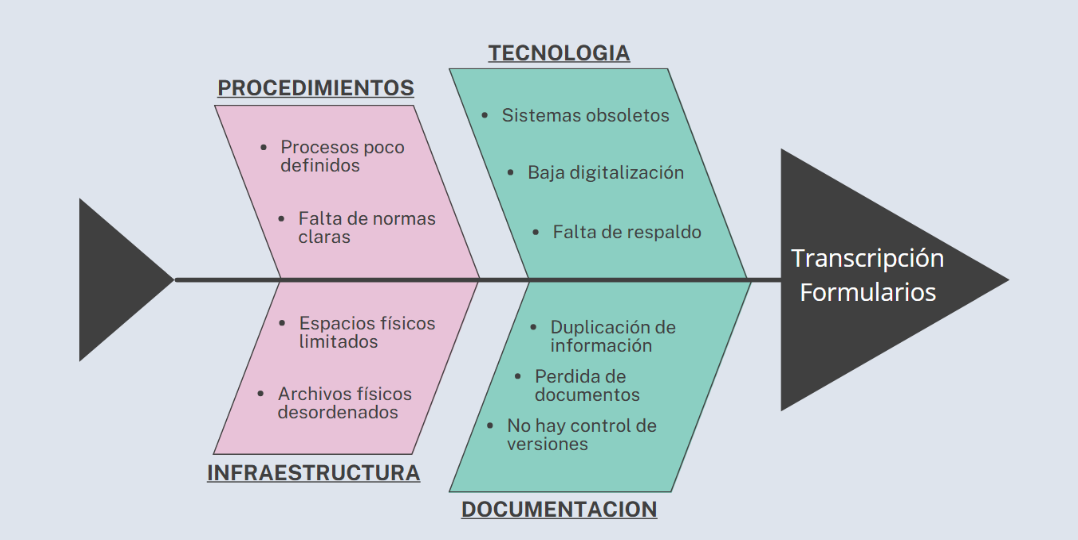 TECNOLOGIA
PROCEDIMIENTOS
• Sistemas obsoletos
• Procesos poco
definidos
• Baja digitalización
• Falta de normas
claras
• Falta de respaldo
Transcripción
Formularios
• Espacios físicos
limitados
• Archivos físicos
desordenados
• Duplicación de
información
• Perdida de
documentos
• No hay control de
versiones
INFRAESTRUCTURA
DOCUMENTACION